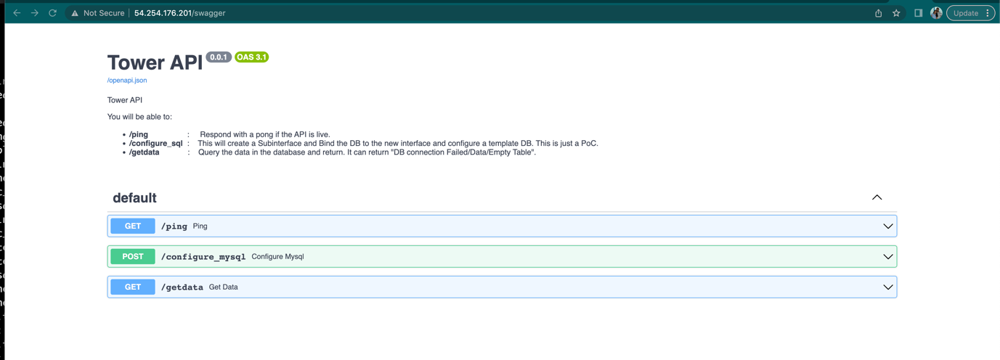 Not Secure | 54.254.176.201/swagger
Update
Tower API 0.0.1 OAS 3.1
/openapi.json
Tower API
You will be able to:
• /ping : Respond with a pong if the API is live.
• /configure_sql : This will create a Subinterface and Bind the DB to the new interface and configure a template DB. This is just a PoC.
• /getdata : Query the data in the database and return. It can return "DB connection Failed/Data/Empty Table".
default
GET /ping Ping
POST /configure_mysql Configure Mysql
GET /getdata Get Data